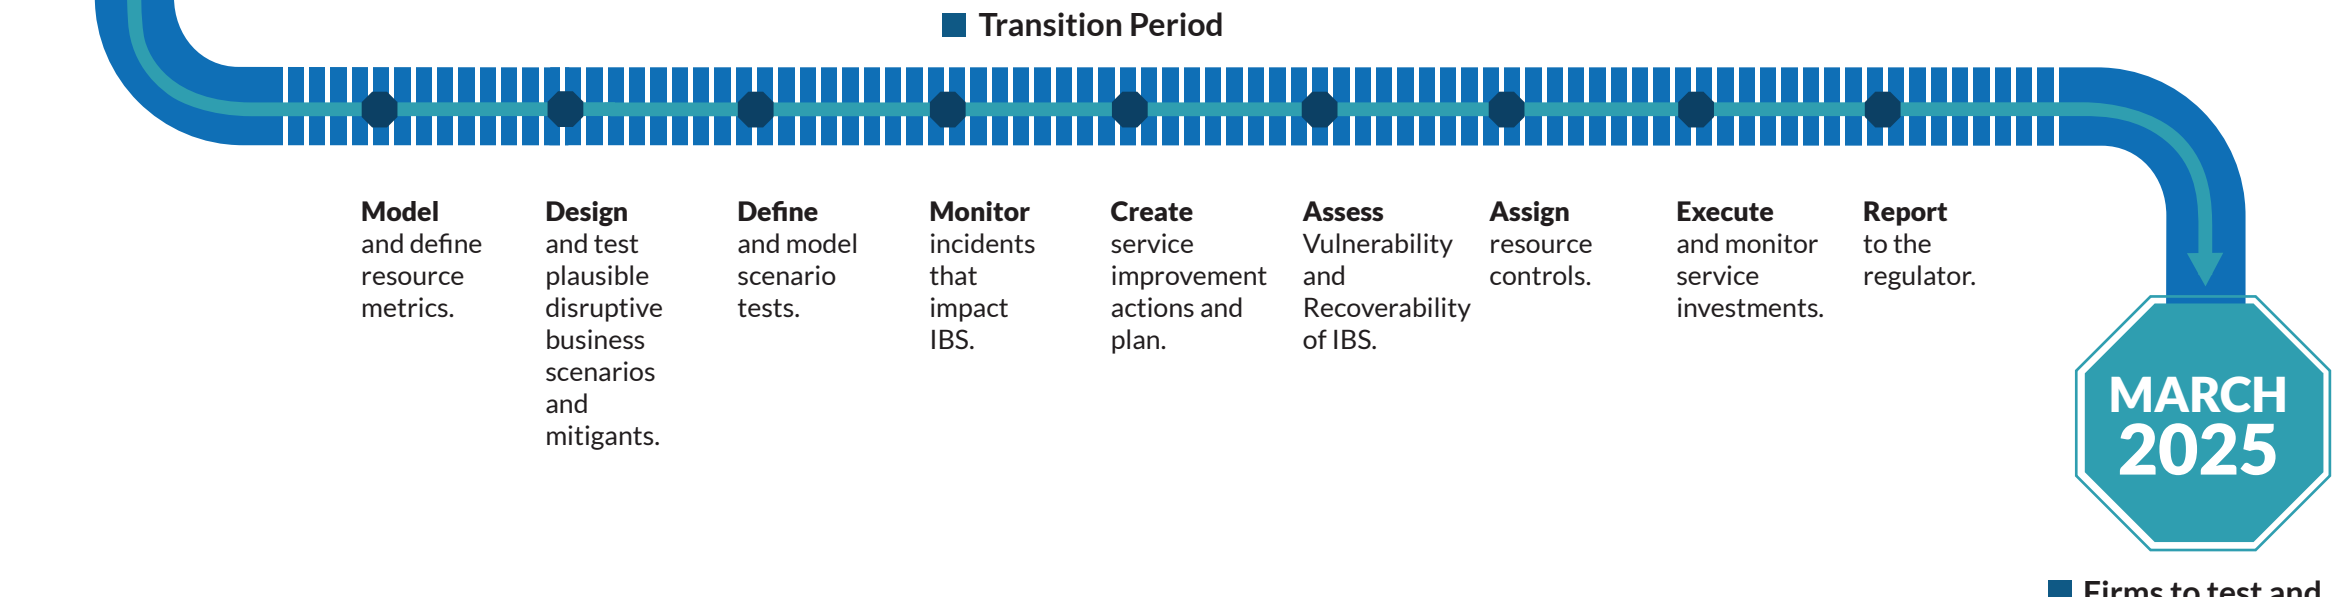 Transition Period
Model
and define
resource
metrics.
Design
and test
plausible
disruptive
business
scenarios
and
mitigants.
Define
and model
scenario
tests.
Monitor
incidents
that
impact
IBS.
Create
service
improvement
actions and
plan.
Assess
Vulnerability
and
Recoverability
of IBS.
Assign
resource
controls.
Execute
and monitor
service
investments.
Report
to the
regulator.
MARCH
2025
Firms to test and